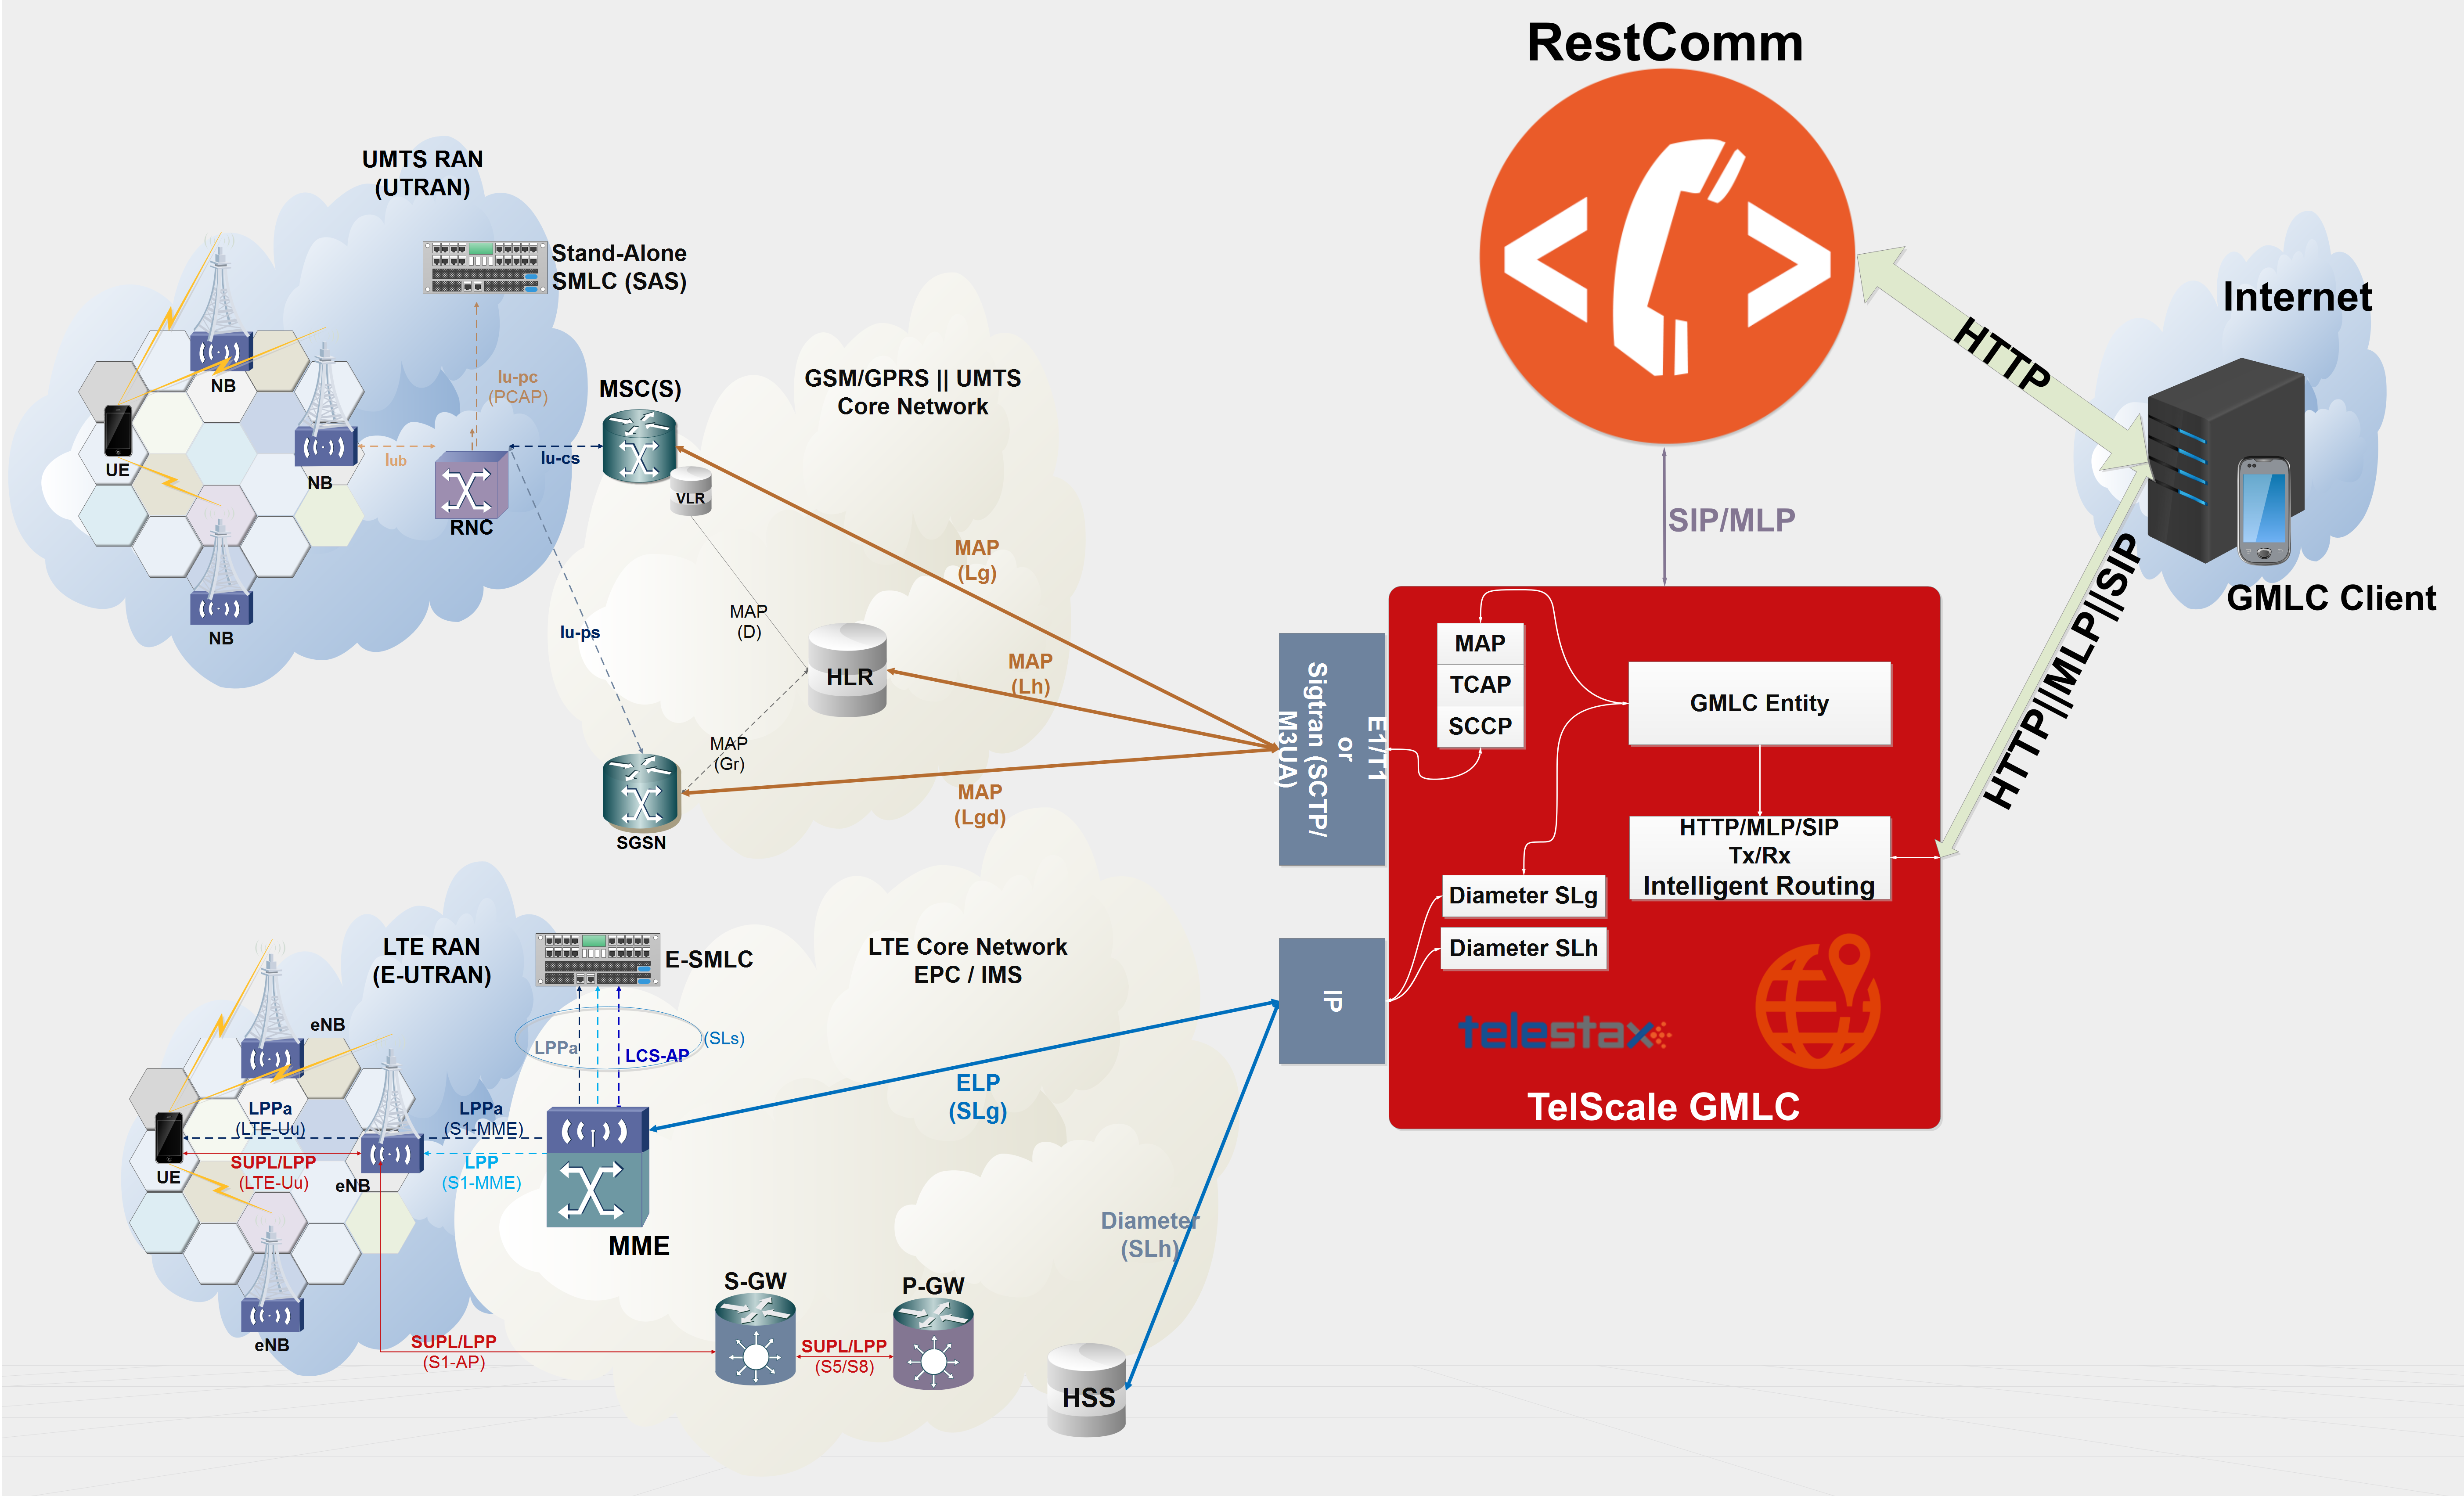 RestComm
UMTS RAN
(UTRAN)
Stand-Alone
SMLC (SAS)
Iu-pc
(PCAP)
NB
UE
NB
Iub
RNC
NB
Iu-cs
MSC(S)
VLR
GSM/GPRS || UMTS
Core Network
MAP
(Lg)
MAP
(D)
Iu-ps
HLR
MAP
(Lh)
MAP
(Gr)
SGSN
MAP
(Lgd)
Internet
HTTP
GMLC Client
HTTP||MLP||SIP
SIP/MLP
E1/T1
or
Sigtran (SCTP/
M3UA)
MAP
TCAP
SCCP
GMLC Entity
HTTP/MLP/SIP
Tx/Rx
Intelligent Routing
Diameter SLg
Diameter SLh
IP
telestax
TelScale GMLC
LTE RAN
(E-UTRAN)
E-SMLC
LTE Core Network
EPC / IMS
eNB
LPPa
LCS-AP
(SLs)
ELP
(SLg)
LPPa
(LTE-Uu)
LPPa
(S1-MME)
UE
SUPL/LPP
(LTE-Uu)
eNB
LPP
(S1-MME)
MME
Diameter
(SLh)
S-GW
P-GW
eNB
SUPL/LPP
(S1-AP)
SUPL/LPP
(S5/S8)
HSS